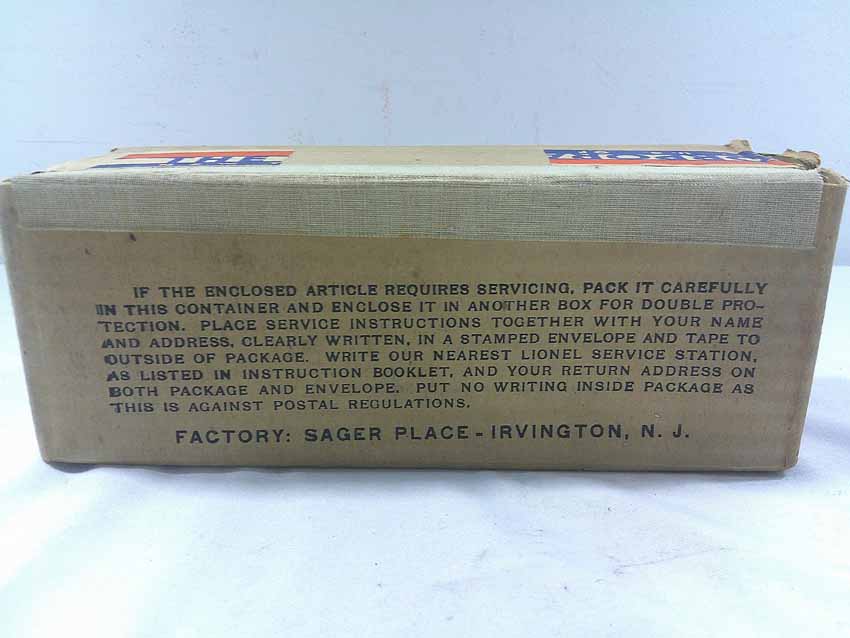 THE
IF THE ENCLOSED ARTICLE REQUIRES SERVICING, PACK IT CAREFULLY
IN THIS CONTAINER AND ENCLOSE IT IN ANOTHER BOX FOR DOUBLE PRO-
TECTION. PLACE SERVICE INSTRUCTIONS TOGETHER WITH YOUR NAME
AND ADDRESS, CLEARLY WRITTEN, IN A STAMPED ENVELOPE AND TAPE TO
OUTSIDE OF PACKAGE. WRITE OUR NEAREST LIONEL SERVICE STATION,
AS LISTED IN INSTRUCTION BOOKLET, AND YOUR RETURN ADDRESS ON
BOTH PACKAGE AND ENVELOPE. PUT NO WRITING INSIDE PACKAGE AS
THIS IS AGAINST POSTAL REGULATIONS.
FACTORY: SAGER PLACE - IRVINGTON, N. J.